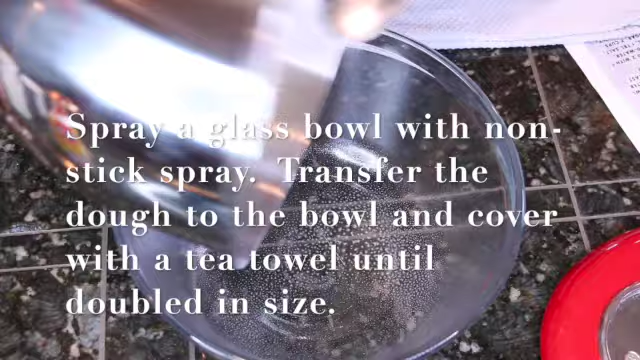 Spray a glass bowl with non-
stick spray.  Transfer the
dough to the bowl and cover
with a tea towel until
doubled in size.